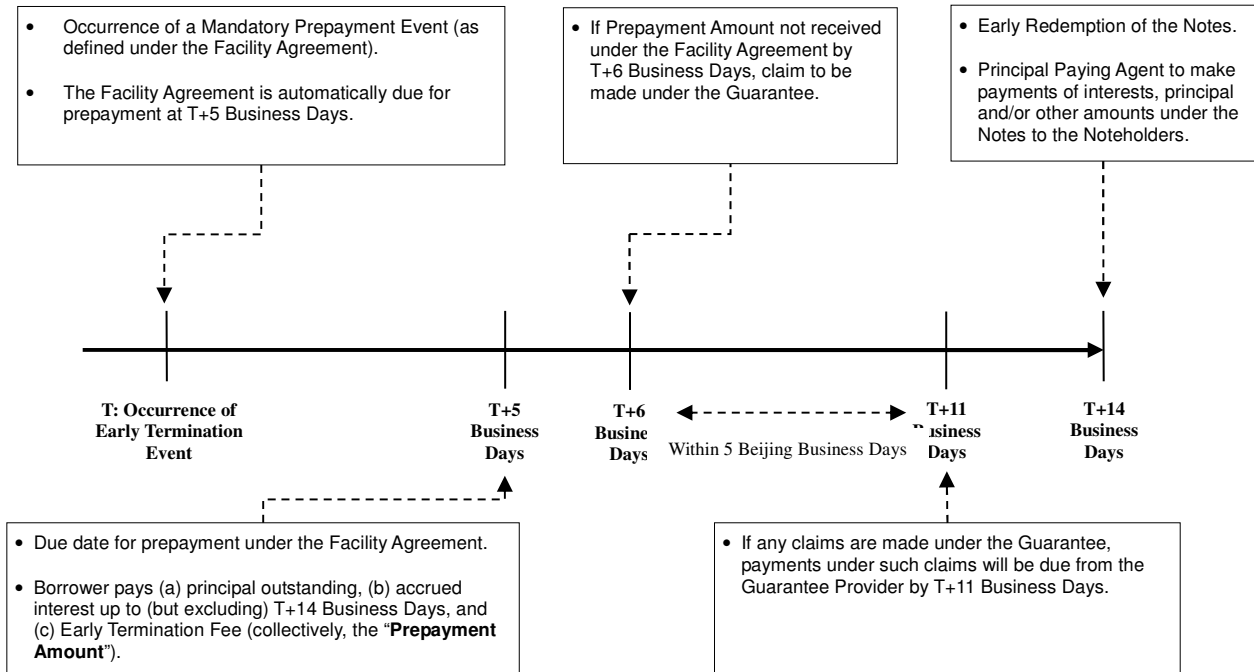 • Occurrence of a Mandatory Prepayment Event (as
defined under the Facility Agreement).
• The Facility Agreement is automatically due for
prepayment at T+5 Business Days.
• If Prepayment Amount not received
under the Facility Agreement by
T+6 Business Days, claim to be
made under the Guarantee.
• Early Redemption of the Notes.
• Principal Paying Agent to make
payments of interests, principal
and/or other amounts under the
Notes to the Noteholders.
T: Occurrence of
Early Termination
Event
T+5
Business
Days
T+6
Busine
Days
Within 5 Beijing Business Days
T+11
usiness
Days
T+14
Business
Days
• Due date for prepayment under the Facility Agreement.
• Borrower pays (a) principal outstanding, (b) accrued
interest up to (but excluding) T+14 Business Days, and
(c) Early Termination Fee (collectively, the “Prepayment
Amount”).
• If any claims are made under the Guarantee,
payments under such claims will be due from the
Guarantee Provider by T+11 Business Days.